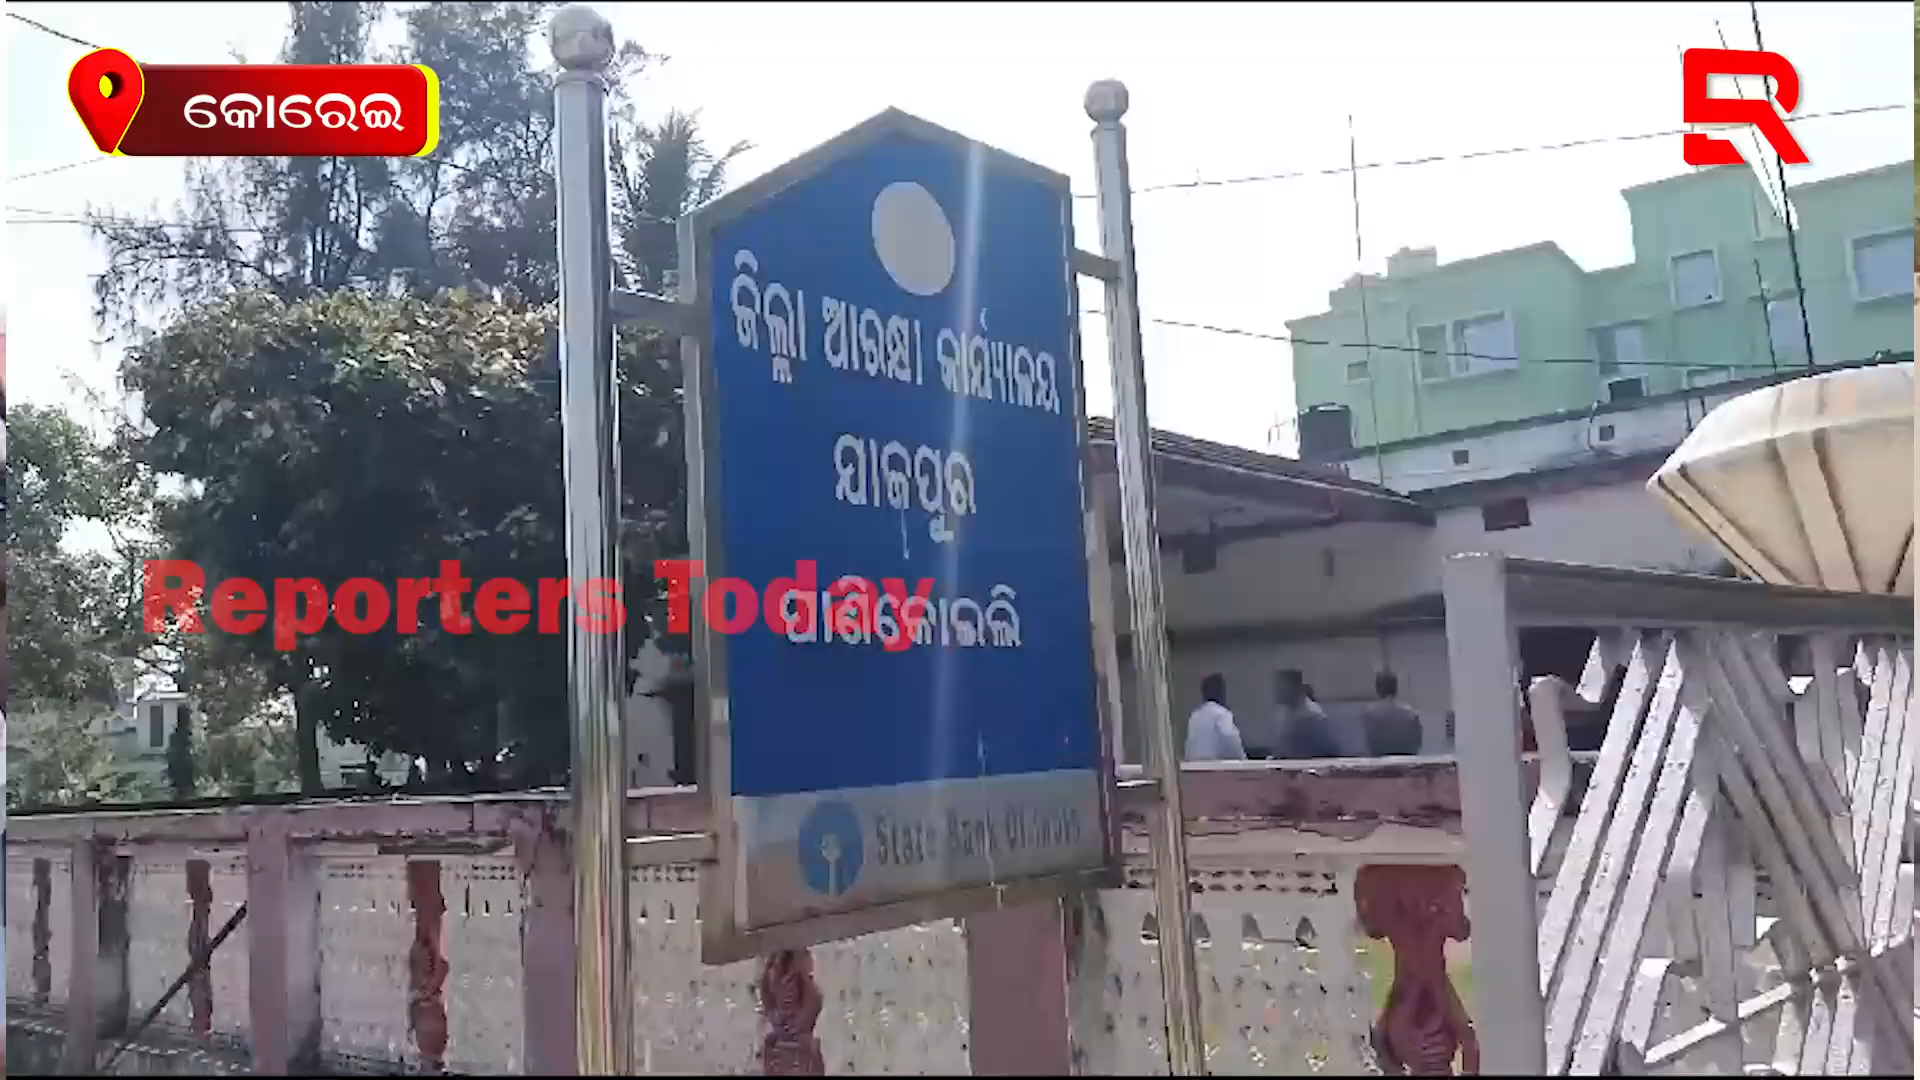 କୋରେଇ
ଜିଲ୍ଲା ଆରକ୍ଷୀ କାର୍ଯ୍ୟାଳୟ
ଯାଜପୁର
ପାଣିକୋଇଲି
Reporters Today
State Bank Of India